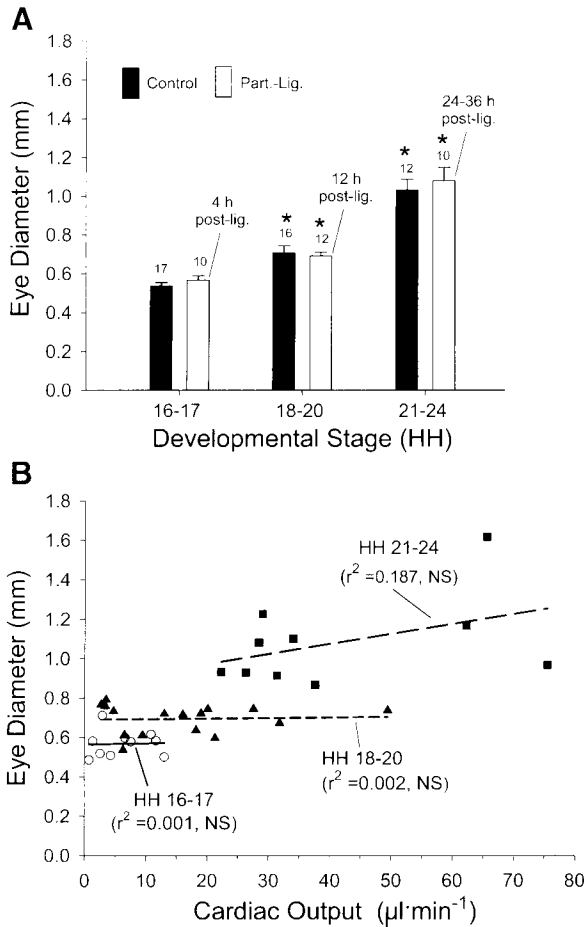 A
1.8
1.6
1.4
1.2
1.0
0.8
0.6
0.4
0.2
0.0
Eye Diameter (mm)
Control
Part.-Lig.
17
10
4 h
post-lig.
*
16
*
12
12 h
post-lig.
*
12
*
10
24-36 h
post-lig.
16-17
18-20
21-24
Developmental Stage (HH)
B
1.8
1.6
1.4
1.2
1.0
0.8
0.6
0.4
0.2
0.0
Eye Diameter (mm)
HH 21-24
(r² =0.187, NS)
HH 18-20
(r² =0.002, NS)
HH 16-17
(r² =0.001, NS)
0
10
20
30
40
50
60
70
80
Cardiac Output (µl·min⁻¹)